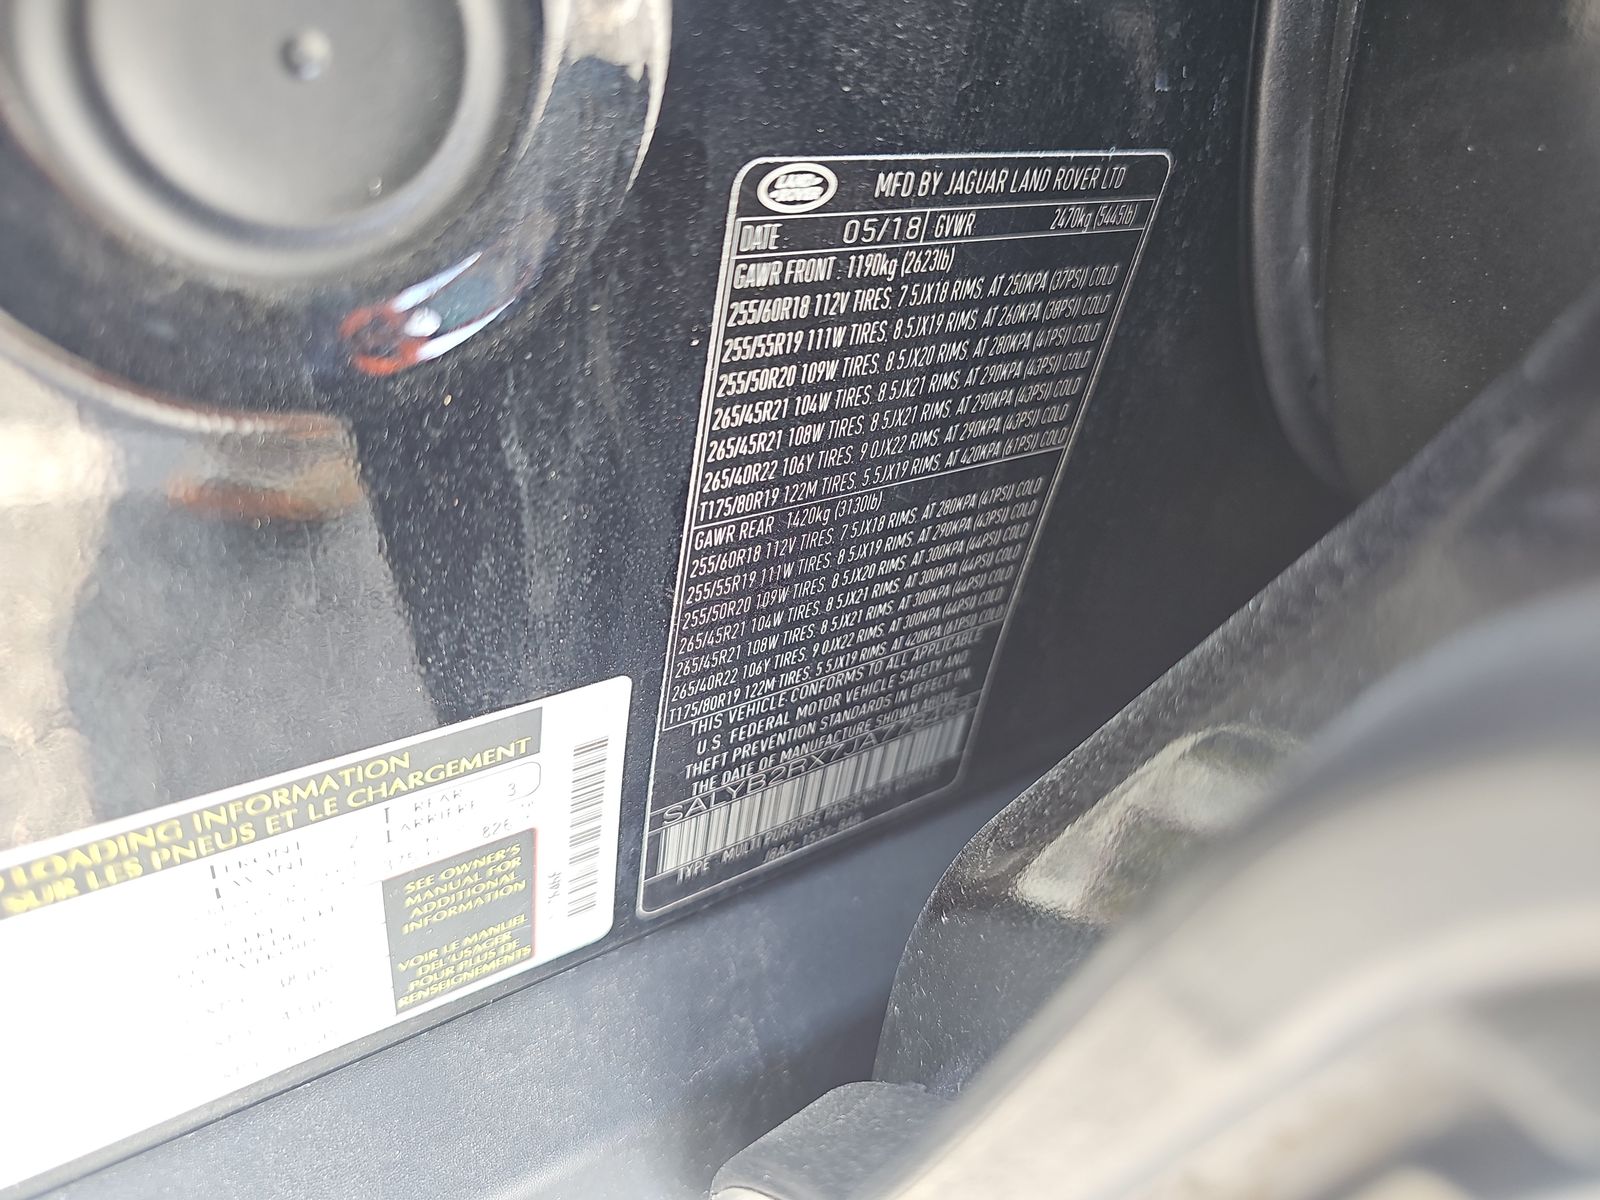 LAND
ROVER
MFD BY JAGUAR LAND ROVER LTD
DATE 05/18 GVWR 2470kg (5445lb)
GAWR FRONT : 1190kg (2623lb)
255/60R18 112V TIRES. 7.5JX18 RIMS. AT 250KPA (37PSI) COLD
255/55R19 111W TIRES. 8.5JX19 RIMS. AT 260KPA (38PSI) COLD
255/50R20 109W TIRES. 8.5JX20 RIMS. AT 280KPA (41PSI) COLD
265/45R21 104W TIRES. 8.5JX21 RIMS. AT 290KPA (43PSI) COLD
265/45R21 108W TIRES. 8.5JX21 RIMS. AT 290KPA (43PSI) COLD
265/40R22 106Y TIRES. 9.0JX22 RIMS. AT 290KPA (43PSI) COLD
T175/80R19 122M TIRES. 5.5JX19 RIMS. AT 420KPA (61PSI) COLD
GAWR REAR : 1420kg (3130lb)
255/60R18 112V TIRES. 7.5JX18 RIMS. AT 280KPA (41PSI) COLD
255/55R19 111W TIRES. 8.5JX19 RIMS. AT 290KPA (43PSI) COLD
255/50R20 109W TIRES. 8.5JX20 RIMS. AT 300KPA (44PSI) COLD
265/45R21 104W TIRES. 8.5JX21 RIMS. AT 300KPA (44PSI) COLD
265/45R21 108W TIRES. 8.5JX21 RIMS. AT 300KPA (44PSI) COLD
265/40R22 106Y TIRES. 9.0JX22 RIMS. AT 300KPA (44PSI) COLD
T175/80R19 122M TIRES. 5.5JX19 RIMS. AT 420KPA (61PSI) COLD
THIS VEHICLE CONFORMS TO ALL APPLICABLE
U.S. FEDERAL MOTOR VEHICLE SAFETY AND
THEFT PREVENTION STANDARDS IN EFFECT ON
THE DATE OF MANUFACTURE SHOWN ABOVE
TYPE : MULTI PURPOSE PASSENGER VEHICLE
LOADING INFORMATION
SUR LES PNEUS ET LE CHARGEMENT
FRONT 2 REAR 3
AVANT ARRIERE
SEE OWNER'S
MANUAL FOR
ADDITIONAL
INFORMATION
VOIR LE MANUEL
DE L'USAGER
POUR PLUS DE
RENSEIGNEMENTS